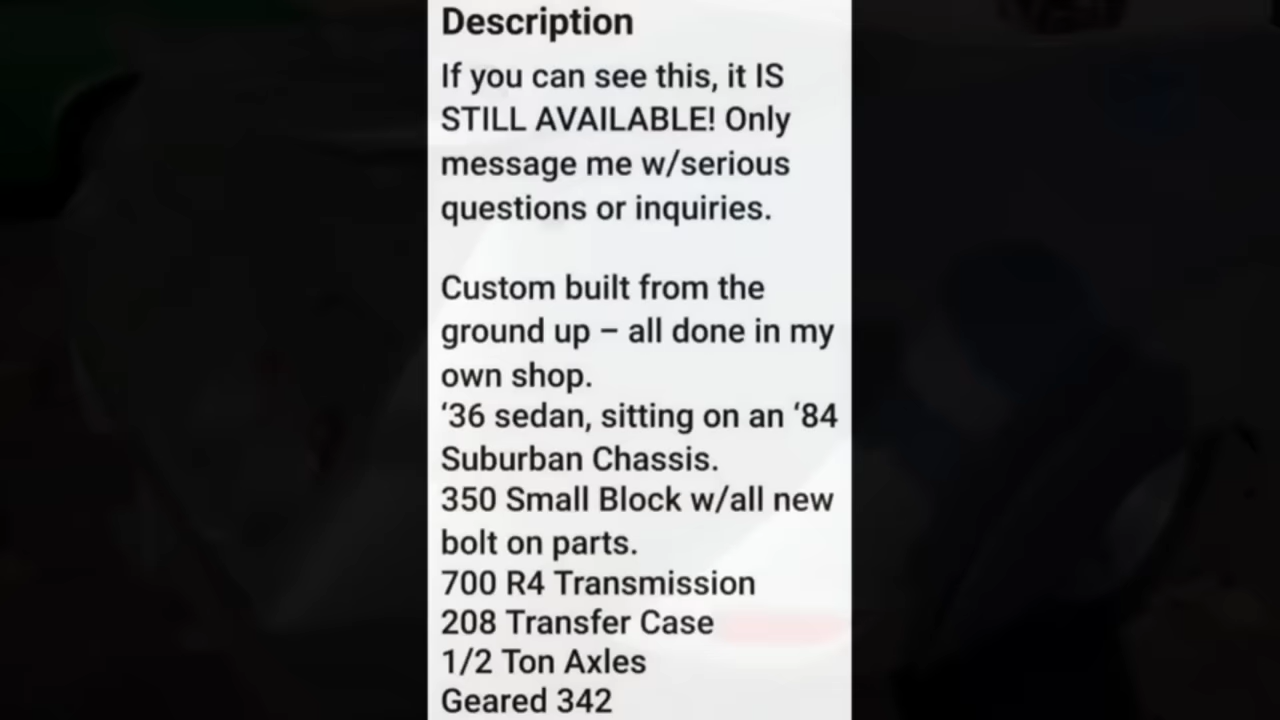 Description
If you can see this, it IS
STILL AVAILABLE! Only
message me w/serious
questions or inquiries.
Custom built from the
ground up – all done in my
own shop.
‘36 sedan, sitting on an ‘84
Suburban Chassis.
350 Small Block w/all new
bolt on parts.
700 R4 Transmission
208 Transfer Case
1/2 Ton Axles
Geared 342